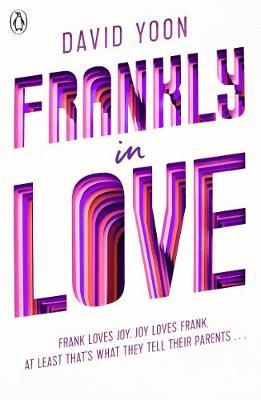 DAVID YOON
FRANKLY
in
LOVE
FRANK LOVES JOY. JOY LOVES FRANK.
AT LEAST THAT'S WHAT THEY TELL THEIR PARENTS . . .